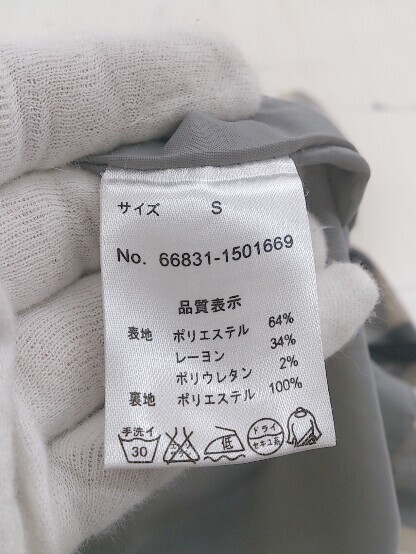 サイズ S
No. 66831-1501669
品質表示
表地 ポリエステル 64%
レーヨン 34%
ポリウレタン 2%
裏地 ポリエステル 100%
手洗イ 30 低 ドライ セキユ系